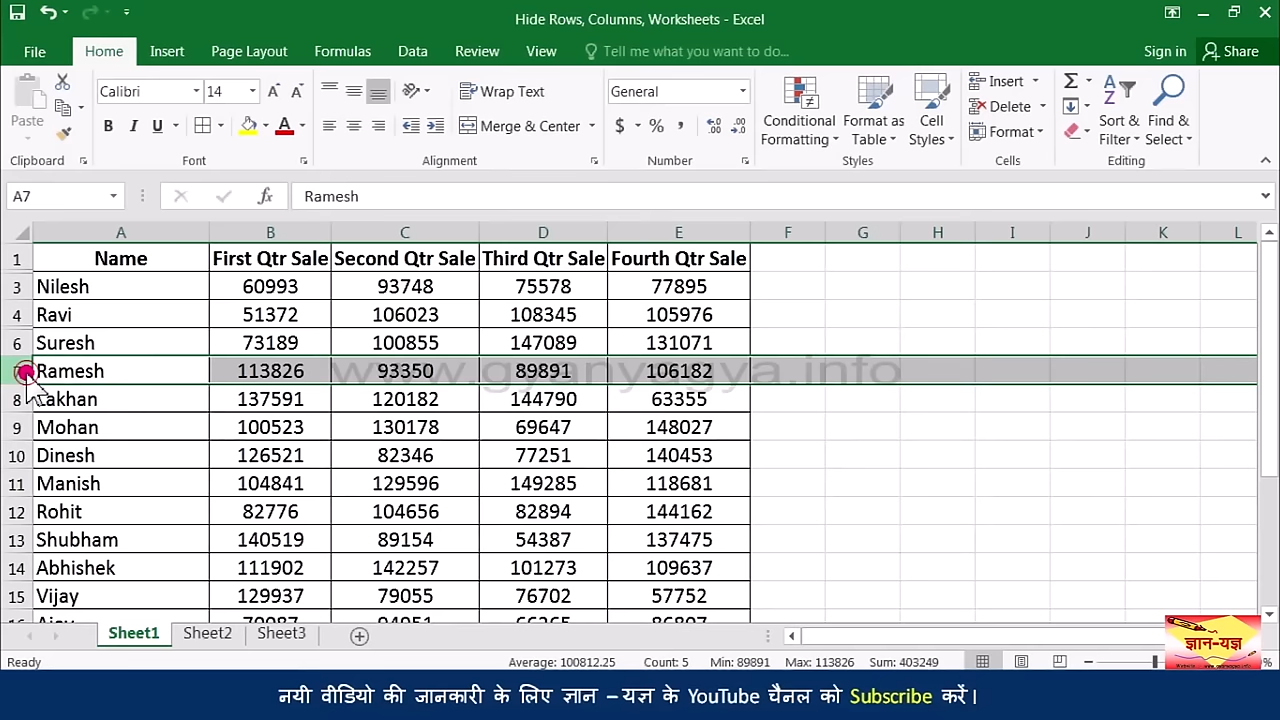 Hide Rows, Columns, Worksheets - Excel
File Home Insert Page Layout Formulas Data Review View Tell me what you want to do... Sign in Share
Paste Calibri 14 Wrap Text General Conditional Formatting Format as Table Cell Styles Insert Sort & Filter Find & Select
B I U A Merge & Center $ % , Delete
Format
Clipboard Font Alignment Number Styles Cells Editing
A7 fx Ramesh
A B C D E F G H I J K L
1 Name First Qtr Sale Second Qtr Sale Third Qtr Sale Fourth Qtr Sale
3 Nilesh 60993 93748 75578 77895
4 Ravi 51372 106023 108345 105976
6 Suresh 73189 100855 147089 131071
7 Ramesh 113826 93350 89891 106182
www.gyanyagya.info
8 Lakhan 137591 120182 144790 63355
9 Mohan 100523 130178 69647 148027
10 Dinesh 126521 82346 77251 140453
11 Manish 104841 129596 149285 118681
12 Rohit 82776 104656 82894 144162
13 Shubham 140519 89154 54387 137475
14 Abhishek 111902 142257 101273 109637
15 Vijay 129937 79055 76702 57752
Sheet1 Sheet2 Sheet3
ज्ञान-यज्ञ
Ready Average: 100812.25 Count: 5 Min: 89891 Max: 113826 Sum: 403249 %
नयी वीडियो की जानकारी के लिए ज्ञान – यज्ञ के YouTube चैनल को Subscribe करें।